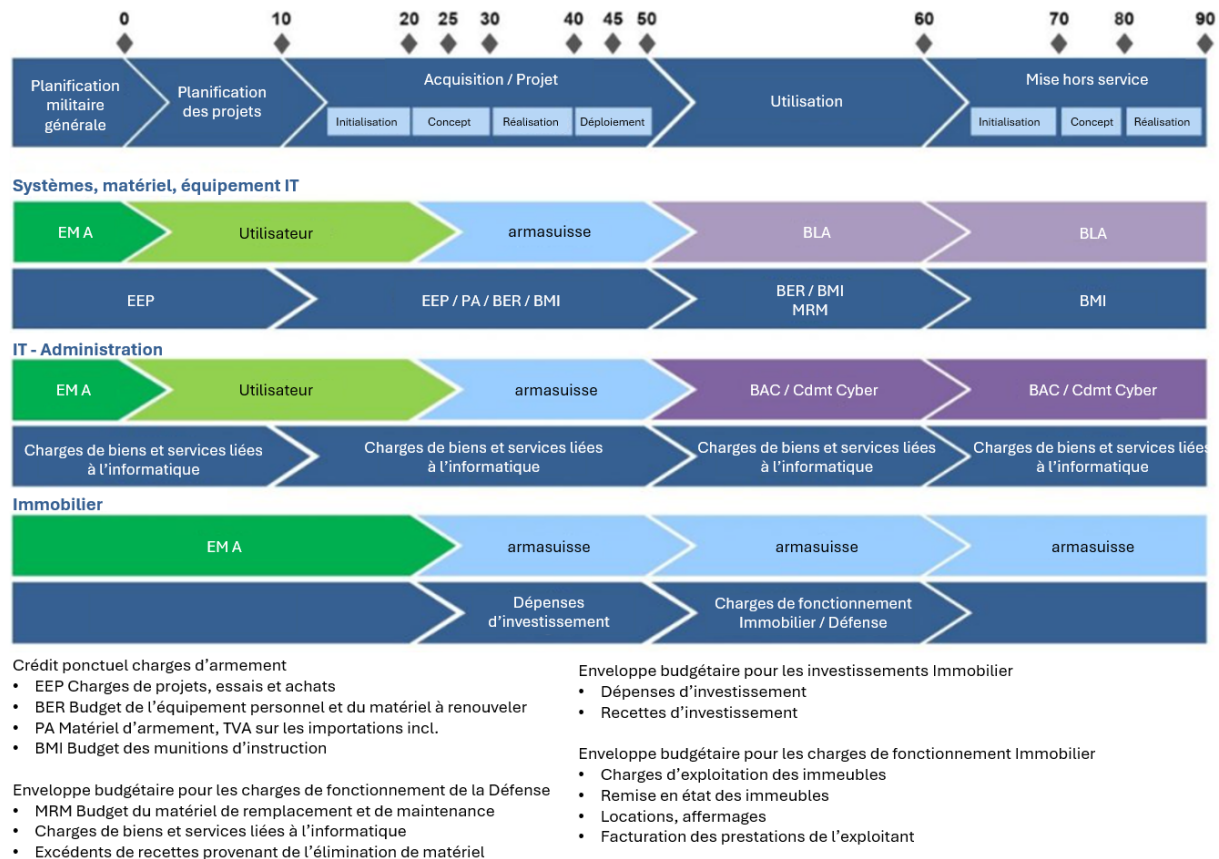 0 10 20 25 30 40 45 50 60 70 80 90
Planification
militaire
générale
Planification
des projets
Acquisition / Projet
Initialisation
Concept
Réalisation
Déploiement
Utilisation
Mise hors service
Initialisation
Concept
Réalisation
Systèmes, matériel, équipement IT
EM A
Utilisateur
armasuisse
BLA
BLA
EEP
EEP / PA / BER / BMI
BER / BMI
MRM
BMI
IT - Administration
EM A
Utilisateur
armasuisse
BAC / Cdmt Cyber
BAC / Cdmt Cyber
Charges de biens et services liées
à l’informatique
Charges de biens et services liées
à l’informatique
Charges de biens et services liées
à l’informatique
Charges de biens et services liées
à l’informatique
Immobilier
EM A
armasuisse
armasuisse
armasuisse
Dépenses
d’investissement
Charges de fonctionnement
Immobilier / Défense
Crédit ponctuel charges d’armement
• EEP Charges de projets, essais et achats
• BER Budget de l’équipement personnel et du matériel à renouveler
• PA Matériel d’armement, TVA sur les importations incl.
• BMI Budget des munitions d’instruction
Enveloppe budgétaire pour les charges de fonctionnement de la Défense
• MRM Budget du matériel de remplacement et de maintenance
• Charges de biens et services liées à l’informatique
• Excédents de recettes provenant de l’élimination de matériel
Enveloppe budgétaire pour les investissements Immobilier
• Dépenses d’investissement
• Recettes d’investissement
Enveloppe budgétaire pour les charges de fonctionnement Immobilier
• Charges d’exploitation des immeubles
• Remise en état des immeubles
• Locations, affermages
• Facturation des prestations de l’exploitant